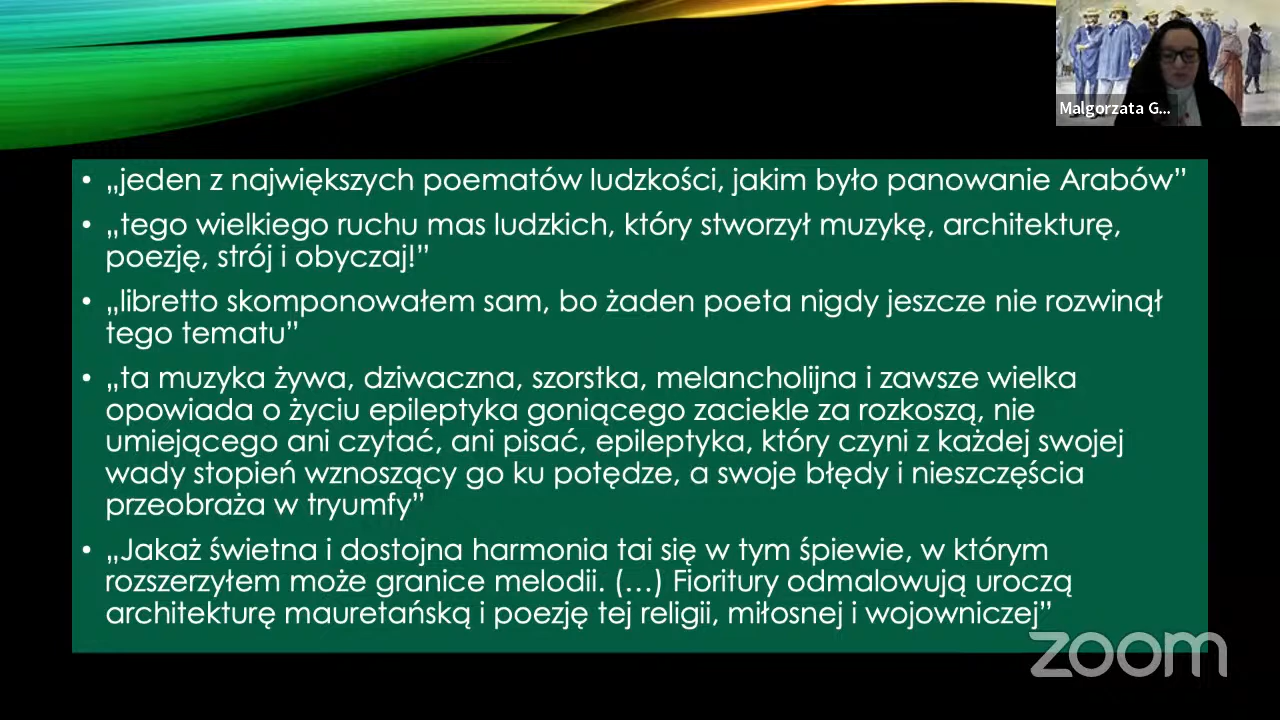 Malgorzata G...
• „jeden z największych poematów ludzkości, jakim było panowanie Arabów”
• „tego wielkiego ruchu mas ludzkich, który stworzył muzykę, architekturę,
poezję, strój i obyczaj!”
• „libretto skomponowałem sam, bo żaden poeta nigdy jeszcze nie rozwinął
tego tematu”
• „ta muzyka żywa, dziwaczna, szorstka, melancholijna i zawsze wielka
opowiada o życiu epileptyka goniącego zaciekle za rozkoszą, nie
umiejącego ani czytać, ani pisać, epileptyka, który czyni z każdej swojej
wady stopień wznoszący go ku potędze, a swoje błędy i nieszczęścia
przeobraża w tryumfy”
• „Jakaż świetna i dostojna harmonia tai się w tym śpiewie, w którym
rozszerzyłem może granice melodii. (…) Fioritury odmalowują uroczą
architekturę mauretańską i poezję tej religii, miłosnej i wojowniczej”
zoom